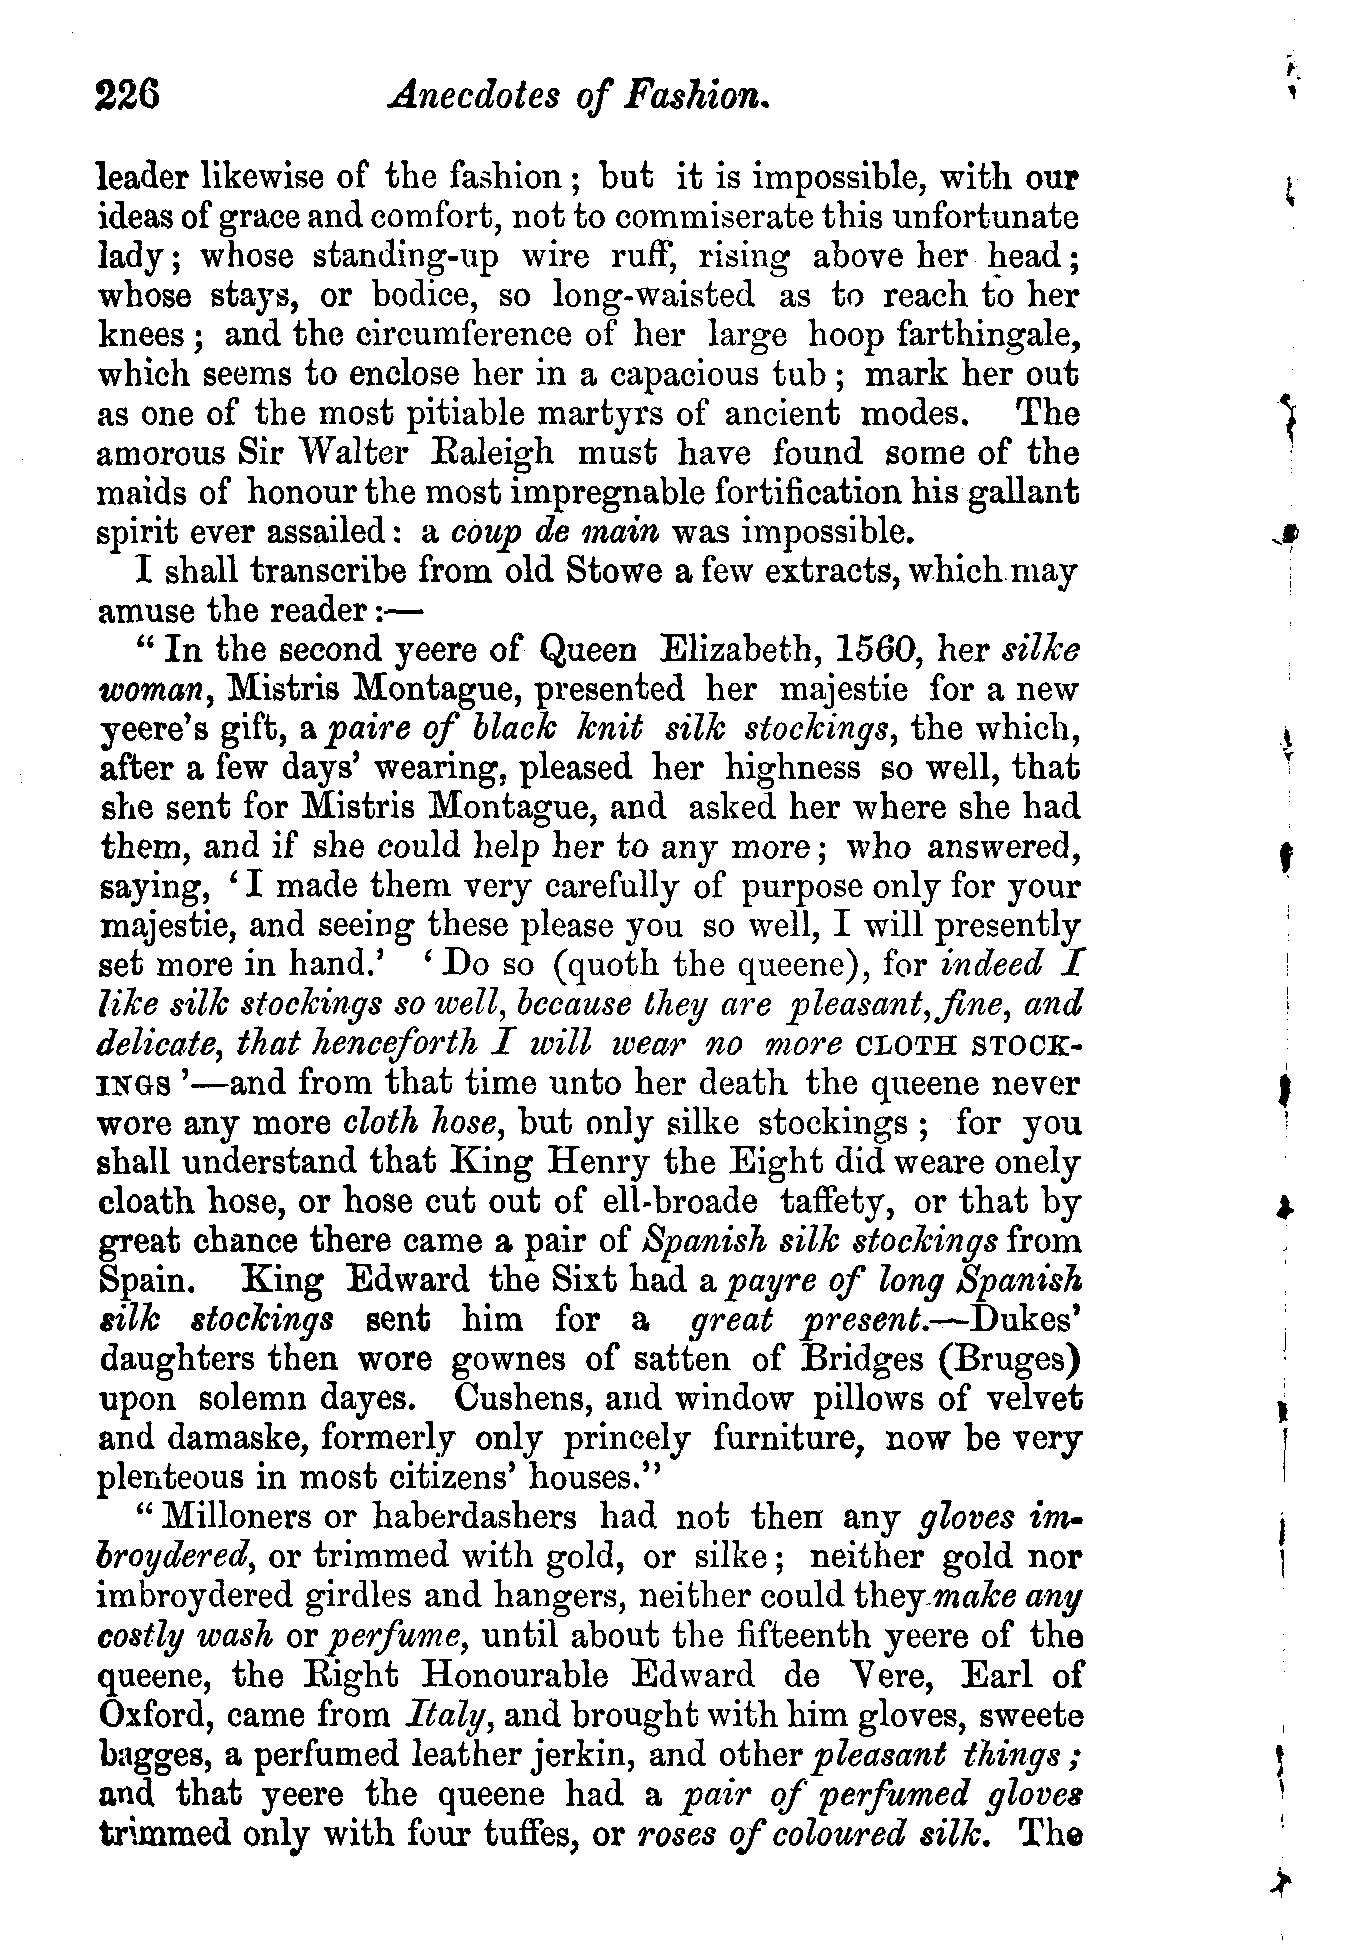 226 Anecdotes of Fashion.
leader likewise of the fashion; but it is impossible, with our
ideas of grace and comfort, not to commiserate this unfortunate
lady; whose standing-up wire ruff, rising above her head;
whose stays, or bodice, so long-waisted as to reach to her
knees; and the circumference of her large hoop farthingale,
which seems to enclose her in a capacious tub; mark her out
as one of the most pitiable martyrs of ancient modes. The
amorous Sir Walter Raleigh must have found some of the
maids of honour the most impregnable fortification his gallant
spirit ever assailed: a coup de main was impossible.
I shall transcribe from old Stowe a few extracts, which may
amuse the reader:—
"In the second yeere of Queen Elizabeth, 1560, her silke
woman, Mistris Montague, presented her majestie for a new
yeere's gift, a paire of black knit silk stockings, the which,
after a few days' wearing, pleased her highness so well, that
she sent for Mistris Montague, and asked her where she had
them, and if she could help her to any more; who answered,
saying, 'I made them very carefully of purpose only for your
majestie, and seeing these please you so well, I will presently
set more in hand.' 'Do so (quoth the queene), for indeed I
like silk stockings so well, because they are pleasant, fine, and
delicate, that henceforth I will wear no more CLOTH STOCK-
INGS'—and from that time unto her death the queene never
wore any more cloth hose, but only silke stockings; for you
shall understand that King Henry the Eight did weare onely
cloath hose, or hose cut out of ell-broade taffety, or that by
great chance there came a pair of Spanish silk stockings from
Spain. King Edward the Sixt had a payre of long Spanish
silk stockings sent him for a great present.—Dukes'
daughters then wore gownes of satten of Bridges (Bruges)
upon solemn dayes. Cushens, and window pillows of velvet
and damaske, formerly only princely furniture, now be very
plenteous in most citizens' houses."
"Milloners or haberdashers had not then any gloves im-
broydered, or trimmed with gold, or silke; neither gold nor
imbroydered girdles and hangers, neither could they make any
costly wash or perfume, until about the fifteenth yeere of the
queene, the Right Honourable Edward de Vere, Earl of
Oxford, came from Italy, and brought with him gloves, sweete
bagges, a perfumed leather jerkin, and other pleasant things;
and that yeere the queene had a pair of perfumed gloves
trimmed only with four tuffes, or roses of coloured silk. The